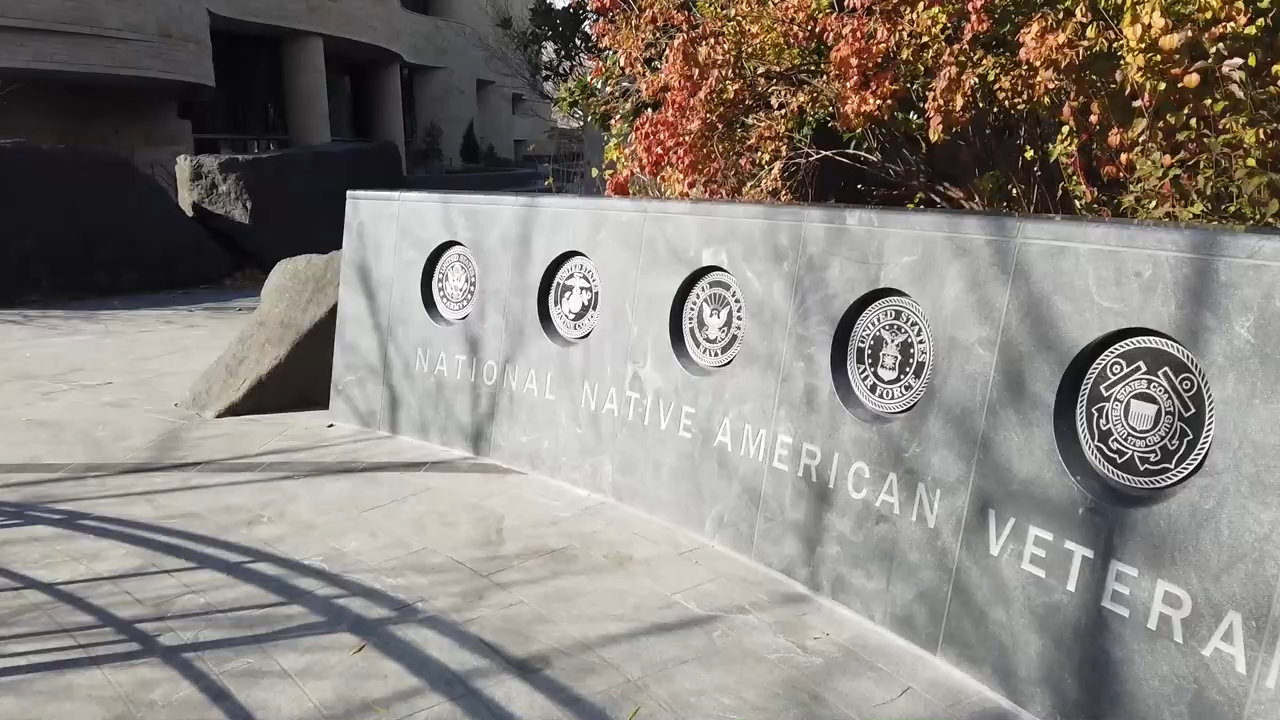 UNITED STATES
ARMY
UNITED STATES
MARINE CORPS
UNITED STATES
NAVY
UNITED STATES
AIR FORCE
UNITED STATES COAST GUARD
1790
NATIONAL NATIVE AMERICAN VETERA